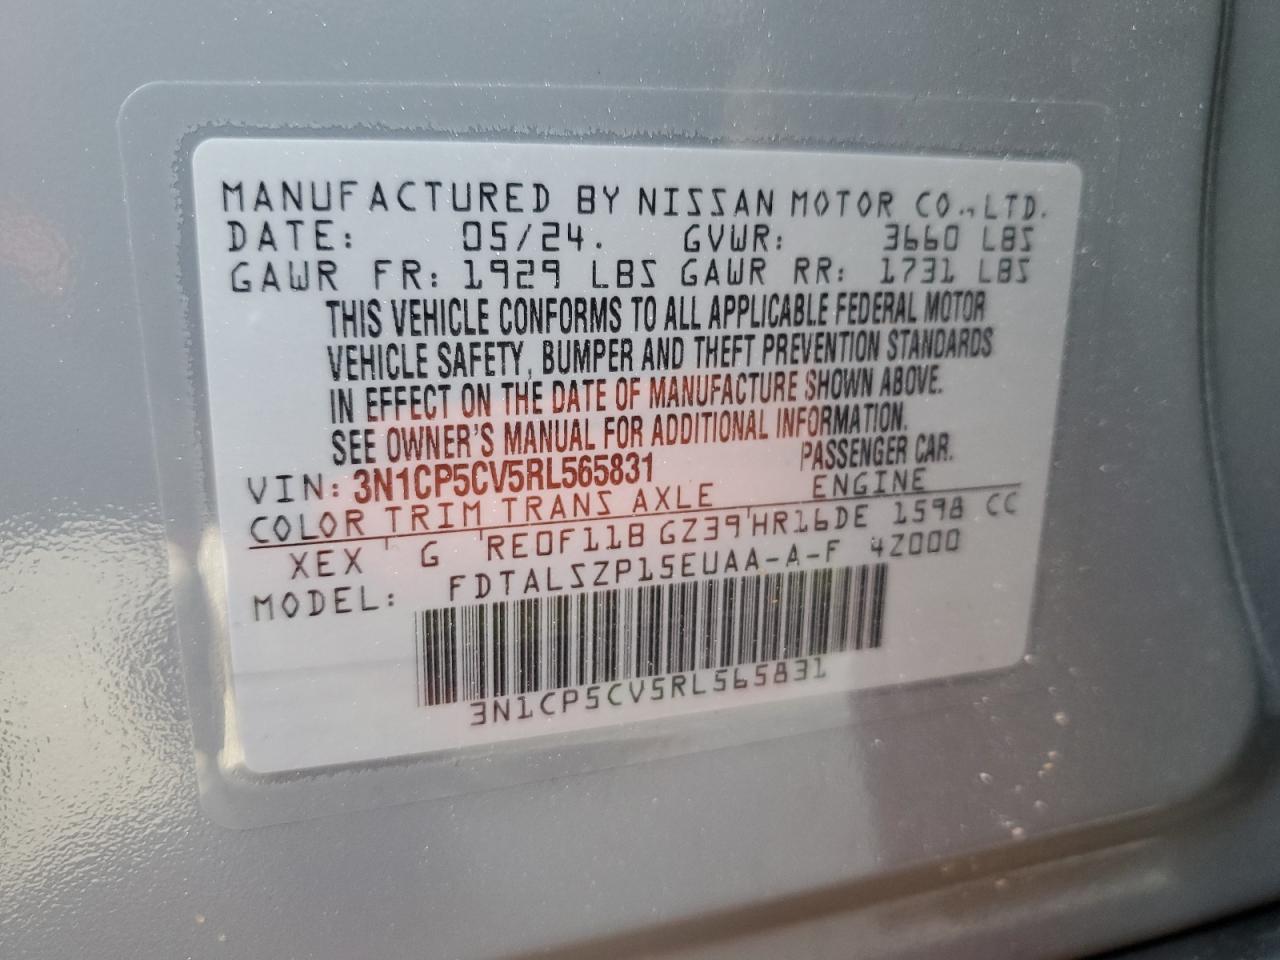 MANUFACTURED BY NISSAN MOTOR CO.,LTD.
DATE: 05/24. GVWR: 3660 LBS
GAWR FR: 1929 LBS GAWR RR: 1731 LBS
THIS VEHICLE CONFORMS TO ALL APPLICABLE FEDERAL MOTOR
VEHICLE SAFETY, BUMPER AND THEFT PREVENTION STANDARDS
IN EFFECT ON THE DATE OF MANUFACTURE SHOWN ABOVE.
SEE OWNER'S MANUAL FOR ADDITIONAL INFORMATION.
VIN: 3N1CP5CV5RL565831 PASSENGER CAR.
COLOR TRIM TRANS AXLE ENGINE
XEX G RE0F11B GZ39 HR16DE 1598 CC
MODEL: FDTALSZP15EUAA-A-F 4Z000
3N1CP5CV5RL565831